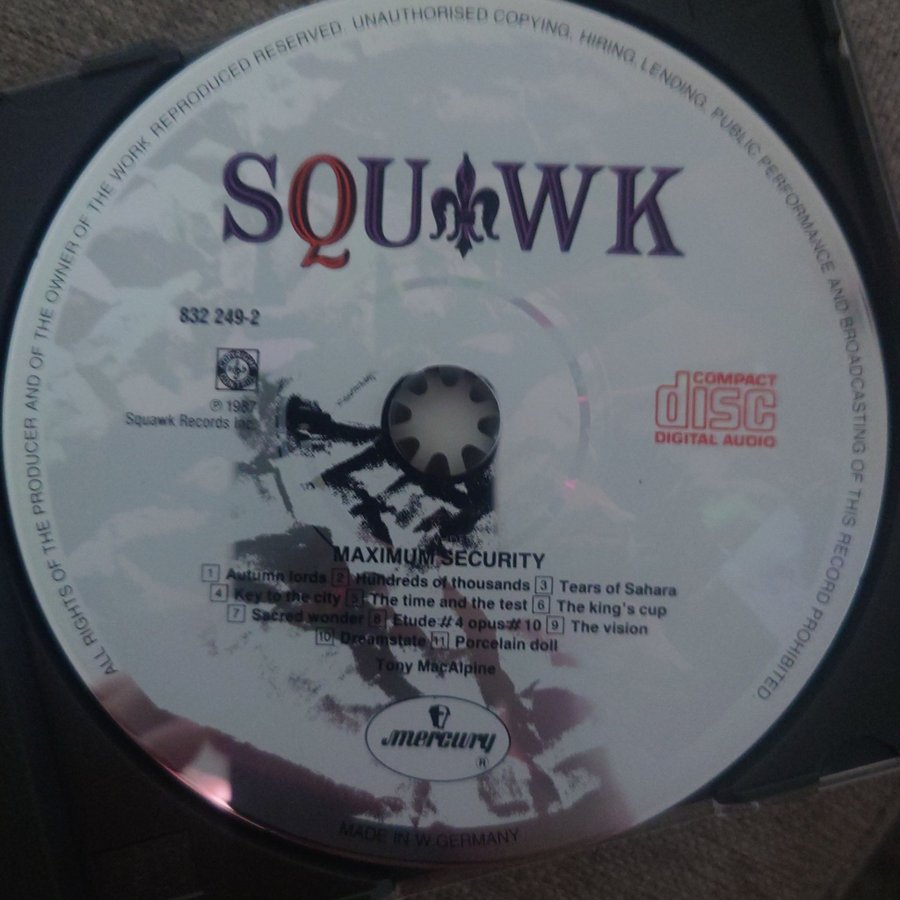 ALL RIGHTS OF THE PRODUCER AND OF THE OWNER OF THE WORK REPRODUCED RESERVED. UNAUTHORISED COPYING, HIRING, LENDING, PUBLIC PERFORMANCE AND BROADCASTING OF THIS RECORD PROHIBITED
SQUAWK
832 249-2
℗ 1987
Squawk Records Inc.
COMPACT
disc
DIGITAL AUDIO
MAXIMUM SECURITY
1 Autumn lords 2 Hundreds of thousands 3 Tears of Sahara
4 Key to the city 5 The time and the test 6 The king's cup
7 Sacred wonder 8 Etude #4 opus #10 9 The vision
10 Dreamstate 11 Porcelain doll
Tony MacAlpine
mercury
®
MADE IN W. GERMANY